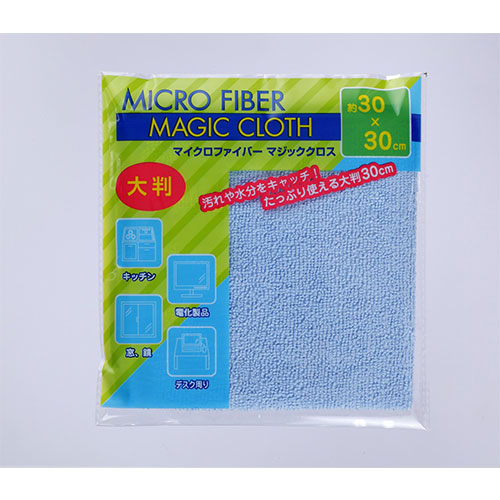 MICRO FIBER
MAGIC CLOTH
マイクロファイバー マジッククロス
約30
×
30cm
大判
汚れや水分をキャッチ!
たっぷり使える大判30cm
キッチン
電化製品
窓、鏡
デスク周り